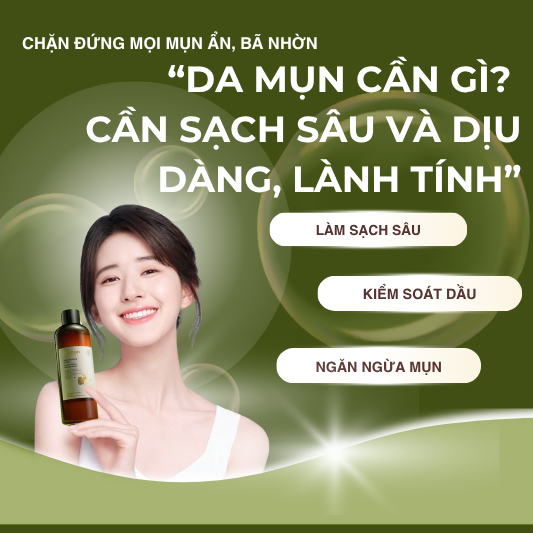 CHẶN ĐỨNG MỌI MỤN ẨN, BÃ NHỜN
“DA MỤN CẦN GÌ?
CẦN SẠCH SÂU VÀ DỊU
DÀNG, LÀNH TÍNH”
LÀM SẠCH SÂU
KIỂM SOÁT DẦU
NGĂN NGỪA MỤN